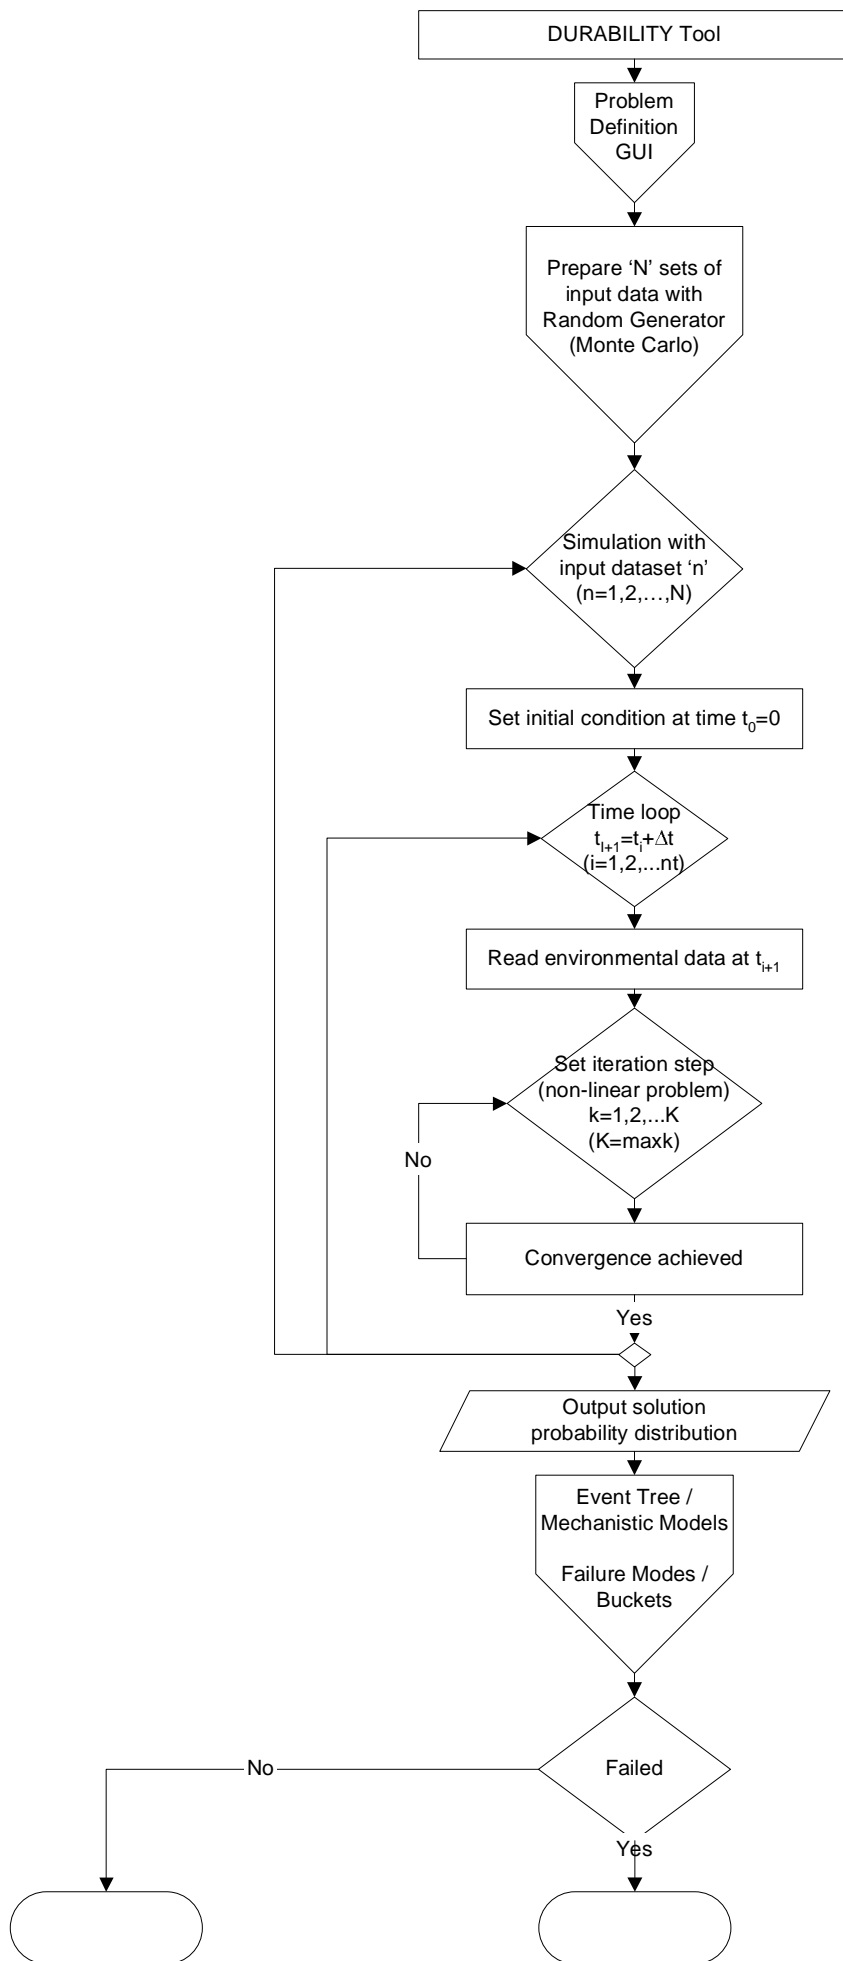 DURABILITY Tool
Problem
Definition
GUI
Prepare ‘N’ sets of
input data with
Random Generator
(Monte Carlo)
Simulation with
input dataset ‘n’
(n=1,2,…,N)
Set initial condition at time t₀=0
Time loop
t_{I+1}=t_i+Δt
(i=1,2,...nt)
Read environmental data at t_{i+1}
Set iteration step
(non-linear problem)
k=1,2,...K
(K=maxk)
No
Convergence achieved
Yes
Output solution
probability distribution
Event Tree /
Mechanistic Models
Failure Modes /
Buckets
Failed
No
Yes